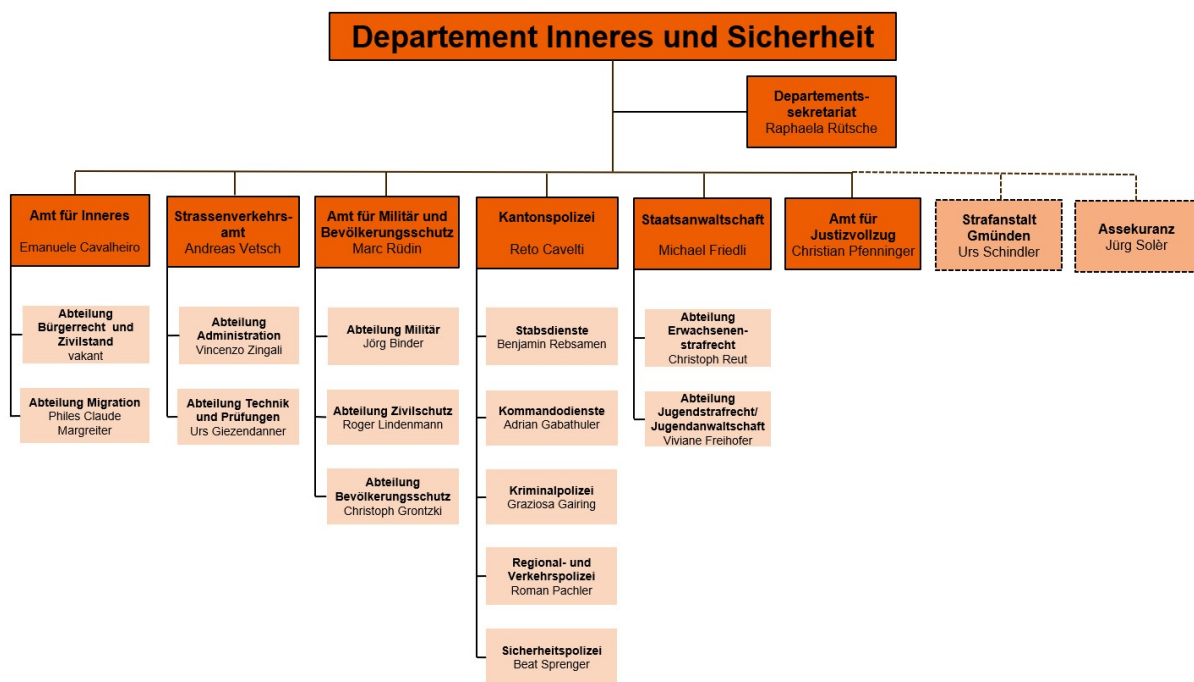 Departement Inneres und Sicherheit
Departements-
sekretariat
Raphaela Rütsche
Amt für Inneres
Emanuele Cavalheiro
Strassenverkehrs-
amt
Andreas Vetsch
Amt für Militär und
Bevölkerungsschutz
Marc Rüdin
Kantonspolizei
Reto Cavelti
Staatsanwaltschaft
Michael Friedli
Amt für
Justizvollzug
Christian Pfenninger
Strafanstalt
Gmünden
Urs Schindler
Assekuranz
Jürg Solèr
Abteilung
Bürgerrecht und
Zivilstand
vakant
Abteilung Migration
Philes Claude
Margreiter
Abteilung
Administration
Vincenzo Zingali
Abteilung Technik
und Prüfungen
Urs Giezendanner
Abteilung Militär
Jörg Binder
Abteilung Zivilschutz
Roger Lindenmann
Abteilung
Bevölkerungsschutz
Christoph Grontzki
Stabsdienste
Benjamin Rebsamen
Kommandodienste
Adrian Gabathuler
Kriminalpolizei
Graziosa Gairing
Regional- und
Verkehrspolizei
Roman Pachler
Sicherheitspolizei
Beat Sprenger
Abteilung
Erwachsenen-
strafrecht
Christoph Reut
Abteilung
Jugendstrafrecht/
Jugendanwaltschaft
Viviane Freihofer